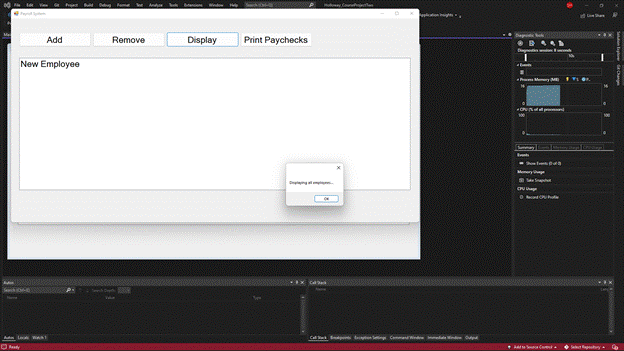 File Edit View Git Project Build Debug Test Analyze Tools Extensions Window Help Search (Ctrl+Q) Holloway_CourseProjectTwo
Payroll System
Application Insights
Live Share
Add Remove Display Print Paychecks
New Employee
Displaying all employees...
OK
Diagnostic Tools
Diagnostics session: 8 seconds
10s
Events
Process Memory (MB)
16 16
0 0
CPU (% of all processors)
100 100
0 0
Summary Events Memory Usage CPU Usage
Events
Show Events (0 of 0)
Memory Usage
Take Snapshot
CPU Usage
Record CPU Profile
Solution Explorer
Git Changes
Autos
Search (Ctrl+E) Search Depth:
Name Value Type
Call Stack
Name Lang
Autos Locals Watch 1
Call Stack Breakpoints Exception Settings Command Window Immediate Window Output
Ready
Add to Source Control Select Repository